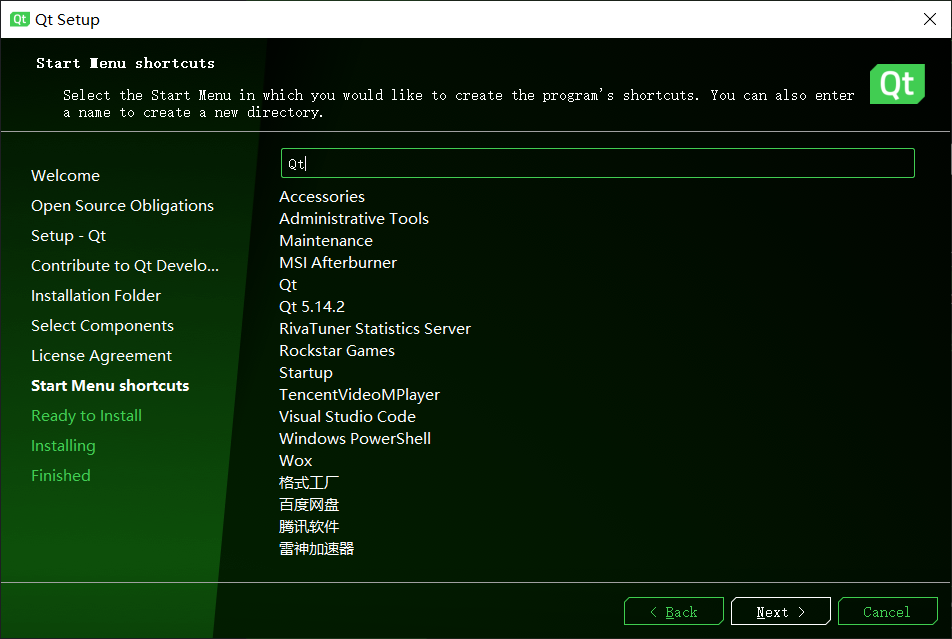 Qt Qt Setup
Start Menu shortcuts
Select the Start Menu in which you would like to create the program's shortcuts. You can also enter
a name to create a new directory.
Qt
Welcome
Open Source Obligations
Setup - Qt
Contribute to Qt Develo...
Installation Folder
Select Components
License Agreement
Start Menu shortcuts
Ready to Install
Installing
Finished
Qt
Accessories
Administrative Tools
Maintenance
MSI Afterburner
Qt
Qt 5.14.2
RivaTuner Statistics Server
Rockstar Games
Startup
TencentVideoMPlayer
Visual Studio Code
Windows PowerShell
Wox
格式工厂
百度网盘
腾讯软件
雷神加速器
< Back Next > Cancel